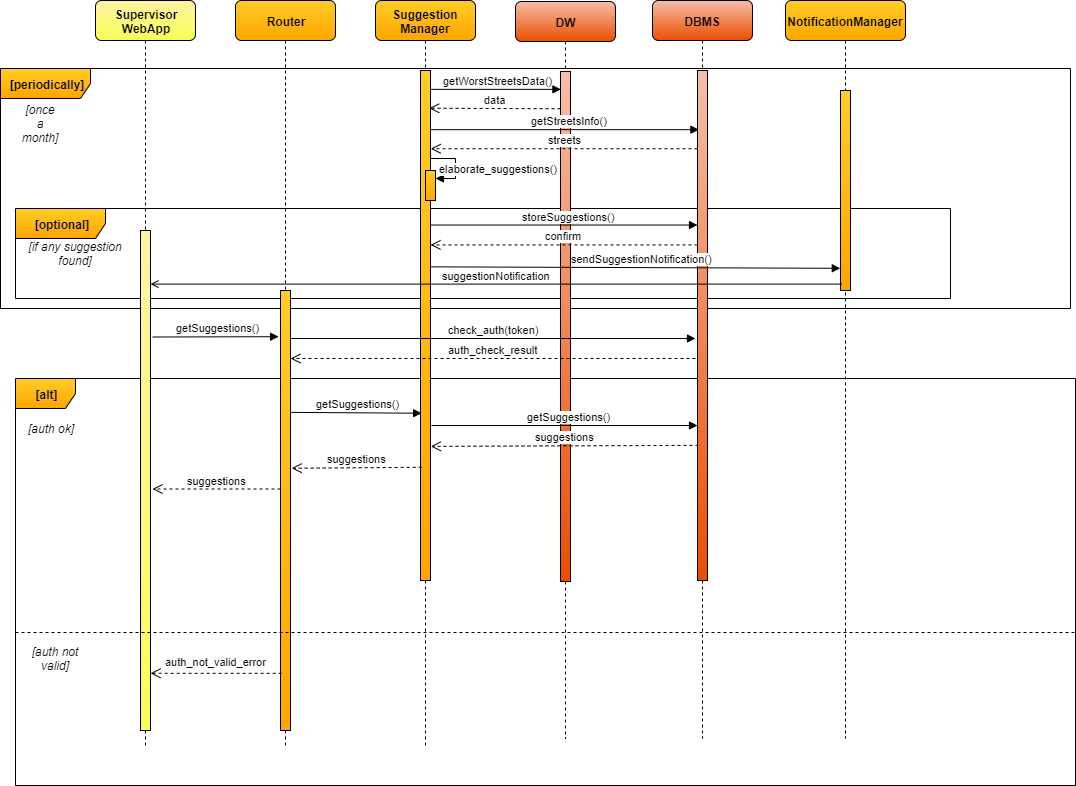 Supervisor
WebApp
Router
Suggestion
Manager
DW
DBMS
NotificationManager
[periodically]
[once
a
month]
getWorstStreetsData()
data
getStreetsInfo()
streets
elaborate_suggestions()
[optional]
[if any suggestion
found]
storeSuggestions()
confirm
sendSuggestionNotification()
suggestionNotification
getSuggestions()
check_auth(token)
auth_check_result
[alt]
[auth ok]
getSuggestions()
getSuggestions()
suggestions
suggestions
suggestions
[auth not
valid]
auth_not_valid_error